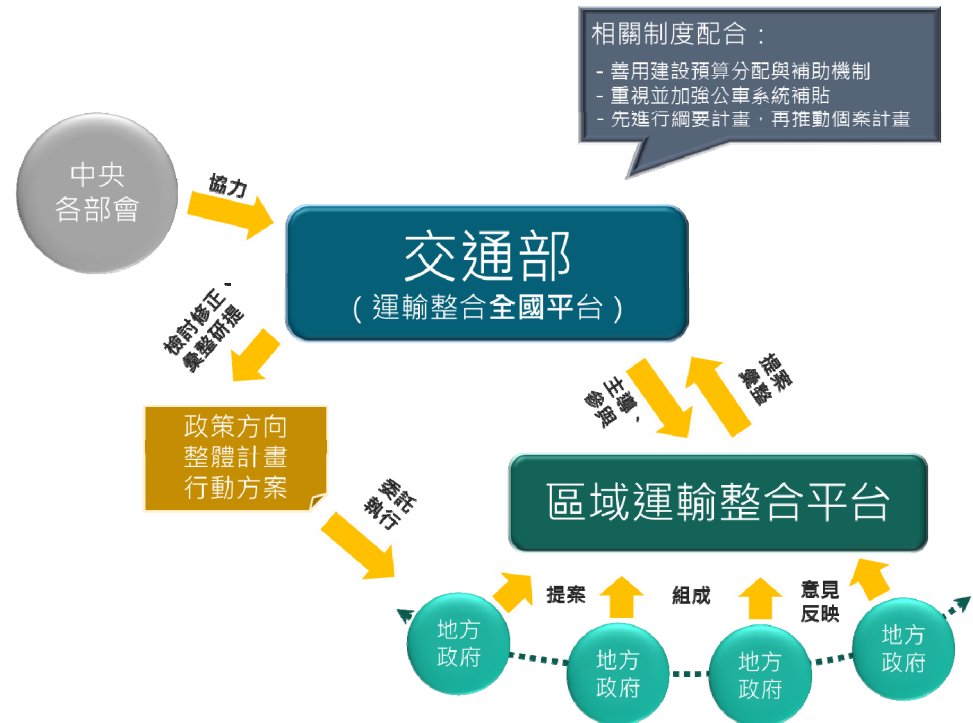 相關制度配合：
- 善用建設預算分配與補助機制
- 重視並加強公車系統補貼
- 先進行綱要計畫，再推動個案計畫
中央
各部會
協力
交通部
（運輸整合全國平台）
檢討修正、
彙整研提
主導、
參與
提案
彙整
政策方向
整體計畫
行動方案
委託
執行
區域運輸整合平台
提案
組成
意見
反映
地方
政府
地方
政府
地方
政府
地方
政府